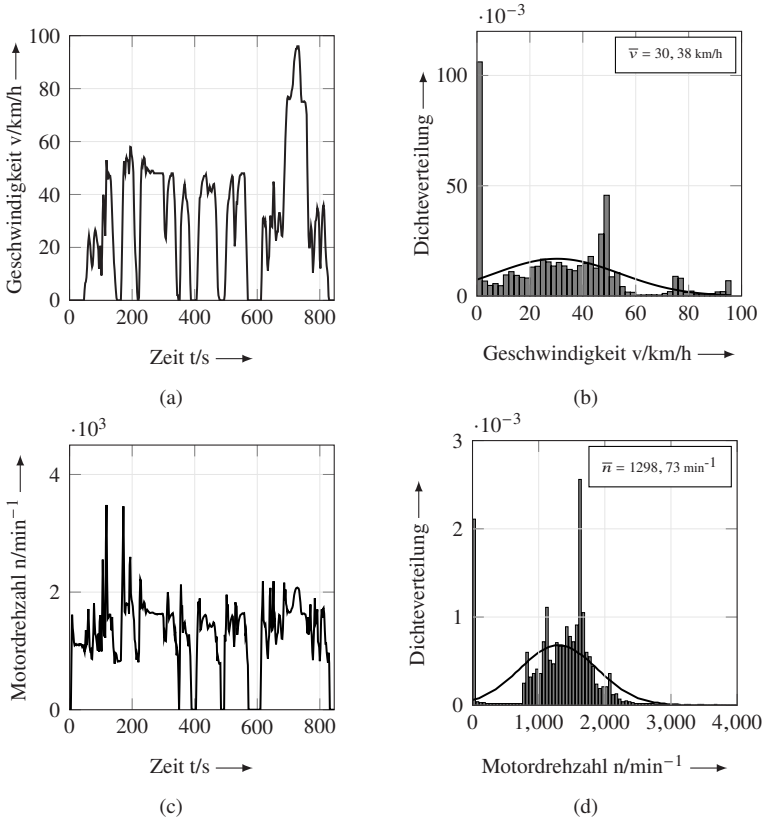 100
80
60
40
20
0
0 200 400 600 800
Geschwindigkeit v/km/h
Zeit t/s
(a)
·10⁻³
v̅ = 30, 38 km/h
100
50
0
0 20 40 60 80 100
Dichteverteilung
Geschwindigkeit v/km/h
(b)
·10³
4
2
0
0 200 400 600 800
Motordrehzahl n/min⁻¹
Zeit t/s
(c)
·10⁻³
n̅ = 1298, 73 min⁻¹
3
2
1
0
0 1,000 2,000 3,000 4,000
Dichteverteilung
Motordrehzahl n/min⁻¹
(d)